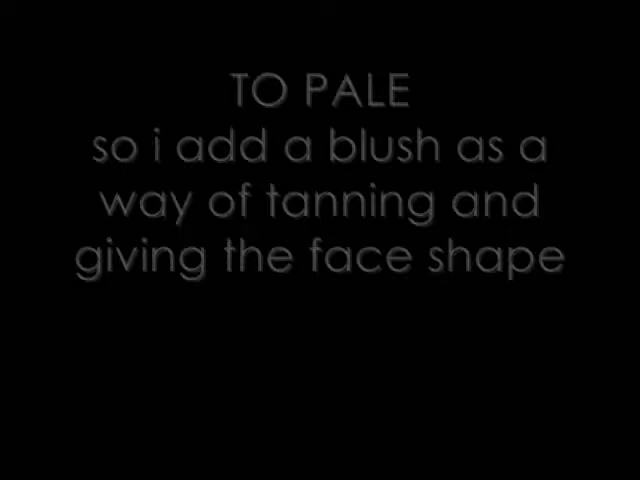 TO PALE
so i add a blush as a
way of tanning and
giving the face shape